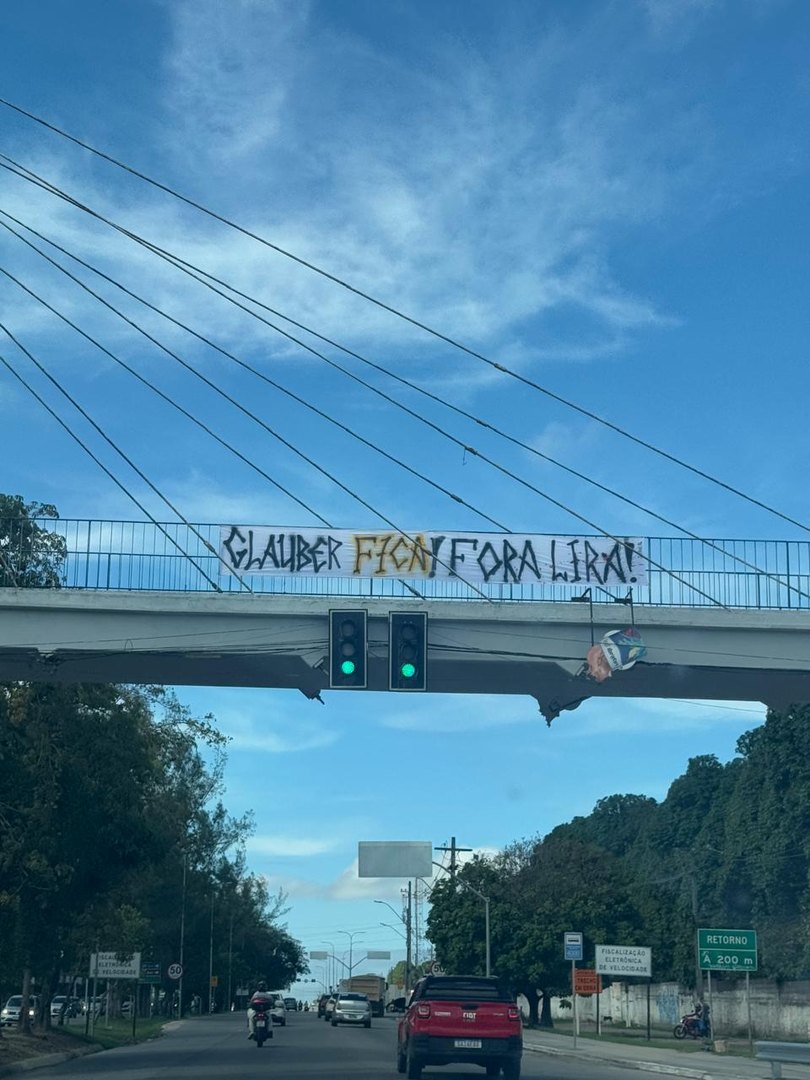 GLAUBER FICA! FORA LIRA!
RETORNO
À 200 m
FISCALIZAÇÃO
ELETRÔNICA
DE VELOCIDADE
FISCALIZAÇÃO
ELETRÔNICA
DE VELOCIDADE
50
FIAT